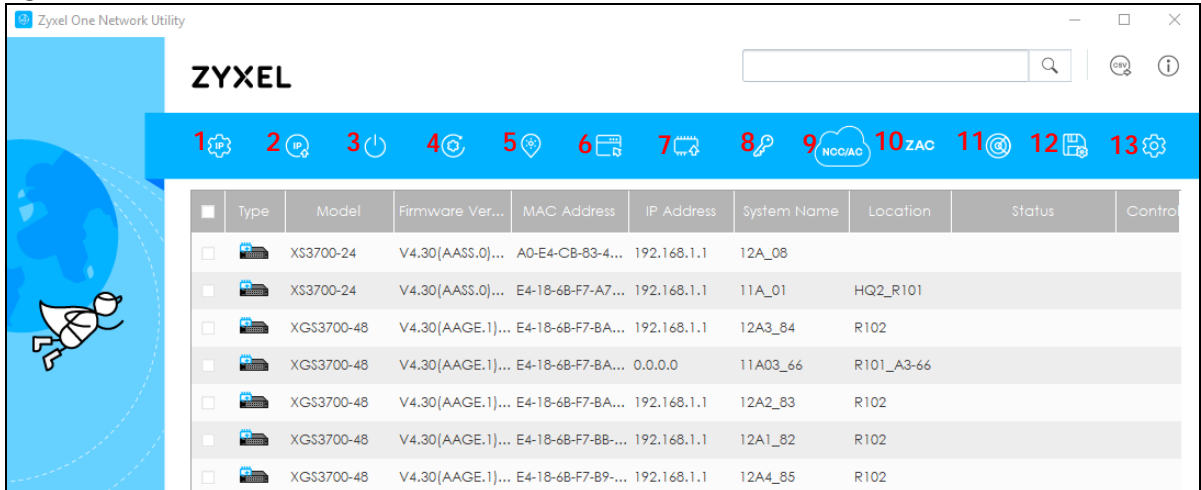 Zyxel One Network Utility
ZYXEL
CSV
1 IP 2 IP 3 4 5 6 7 8 9 NCC/AC 10 ZAC 11 12 13
Type Model Firmware Ver... MAC Address IP Address System Name Location Status Control
XS3700-24 V4.30(AASS.0)... A0-E4-CB-83-4... 192.168.1.1 12A_08
XS3700-24 V4.30(AASS.0)... E4-18-6B-F7-A7... 192.168.1.1 11A_01 HQ2_R101
XGS3700-48 V4.30(AAGE.1)... E4-18-6B-F7-BA... 192.168.1.1 12A3_84 R102
XGS3700-48 V4.30(AAGE.1)... E4-18-6B-F7-BA... 0.0.0.0 11A03_66 R101_A3-66
XGS3700-48 V4.30(AAGE.1)... E4-18-6B-F7-BA... 192.168.1.1 12A2_83 R102
XGS3700-48 V4.30(AAGE.1)... E4-18-6B-F7-BB-... 192.168.1.1 12A1_82 R102
XGS3700-48 V4.30(AAGE.1)... E4-18-6B-F7-B9-... 192.168.1.1 12A4_85 R102